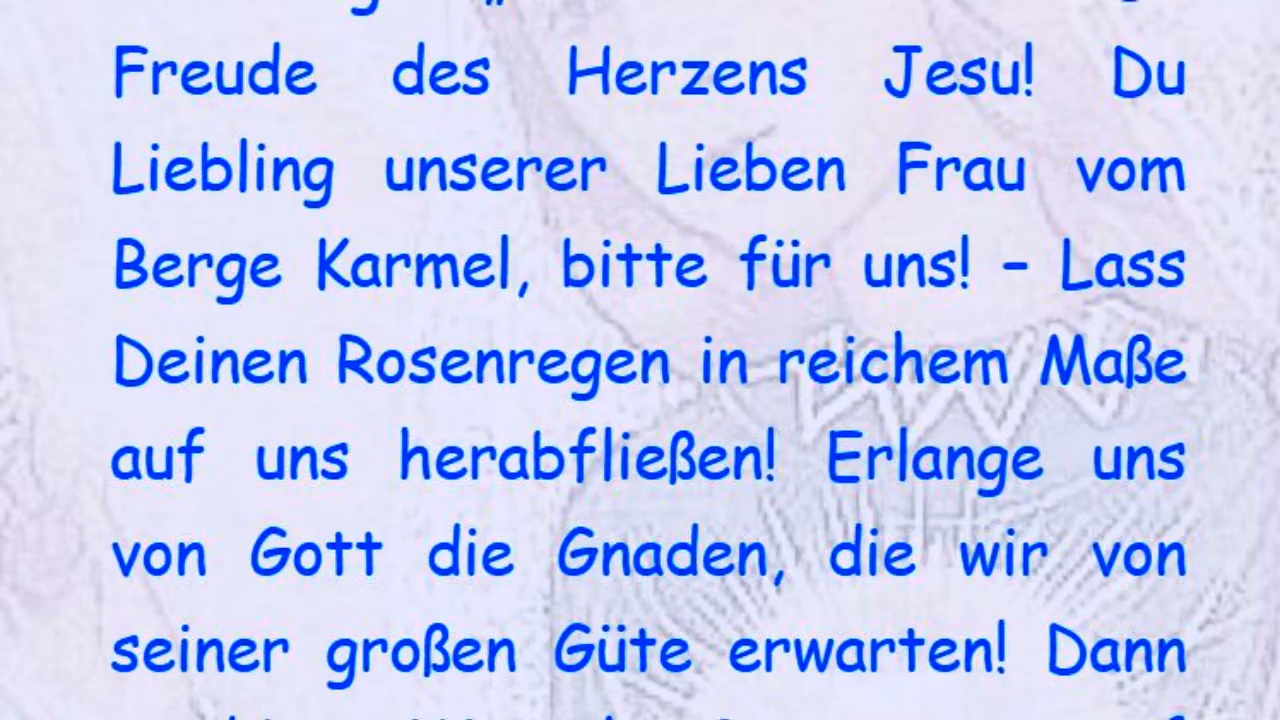 Freude des Herzens Jesu! Du
Liebling unserer Lieben Frau vom
Berge Karmel, bitte für uns! – Lass
Deinen Rosenregen in reichem Maße
auf uns herabfließen! Erlange uns
von Gott die Gnaden, die wir von
seiner großen Güte erwarten! Dann